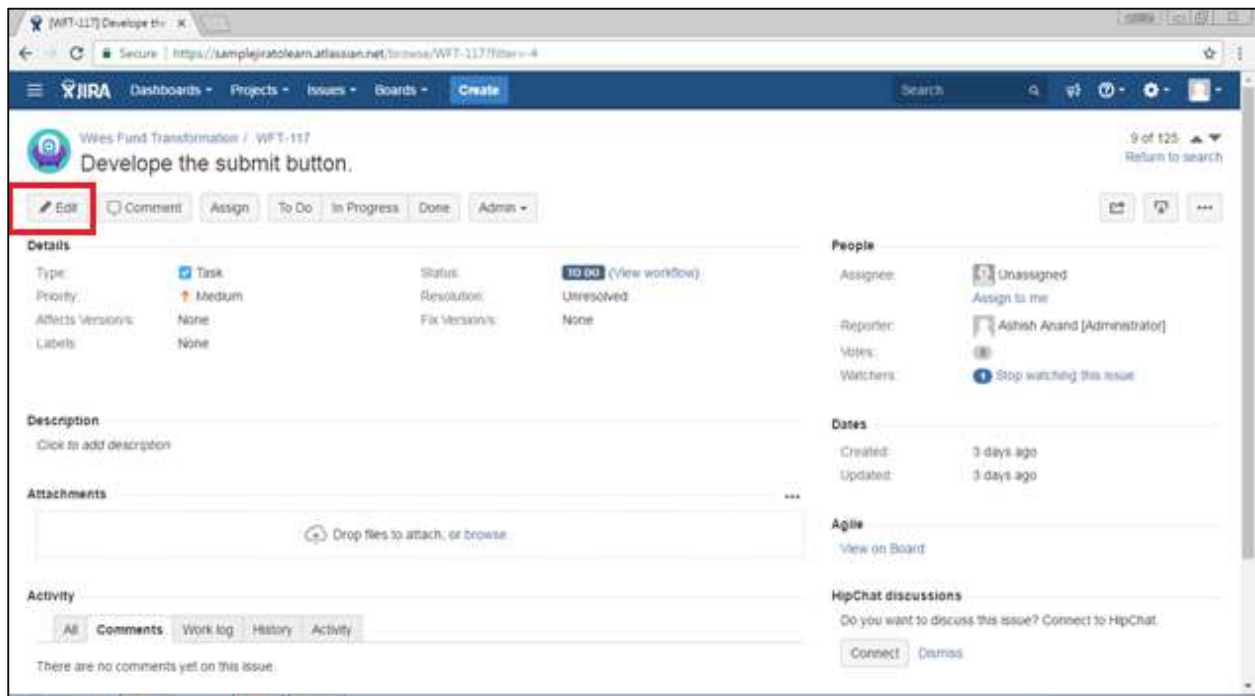 [WFT-117] Develope the
Secure | https://samplejiratolearn.atlassian.net/browse/WFT-117?filter=-4
JIRA Dashboards Projects Issues Boards Create Search
Wires Fund Transformation / WFT-117
9 of 125
Develope the submit button.
Return to search
Edit Comment Assign To Do In Progress Done Admin
Details
Type: Task
Status: TO DO (View workflow)
Priority: Medium
Resolution: Unresolved
Affects Version/s: None
Fix Version/s: None
Labels: None
People
Assignee: Unassigned
Assign to me
Reporter: Ashish Anand [Administrator]
Votes: 0
Watchers: 1 Stop watching this issue
Description
Click to add description
Dates
Created: 3 days ago
Updated: 3 days ago
Attachments
Drop files to attach, or browse.
Agile
View on Board
Activity
All Comments Work log History Activity
There are no comments yet on this issue.
HipChat discussions
Do you want to discuss this issue? Connect to HipChat.
Connect Dismiss